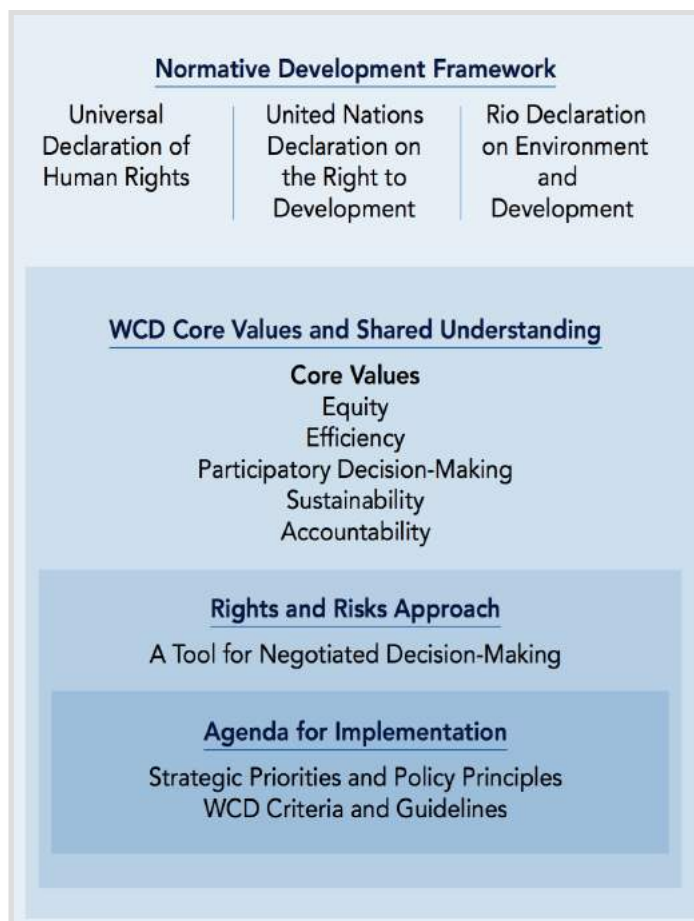 Normative Development Framework
Universal
Declaration of
Human Rights
United Nations
Declaration on
the Right to
Development
Rio Declaration
on Environment
and
Development
WCD Core Values and Shared Understanding
Core Values
Equity
Efficiency
Participatory Decision-Making
Sustainability
Accountability
Rights and Risks Approach
A Tool for Negotiated Decision-Making
Agenda for Implementation
Strategic Priorities and Policy Principles
WCD Criteria and Guidelines